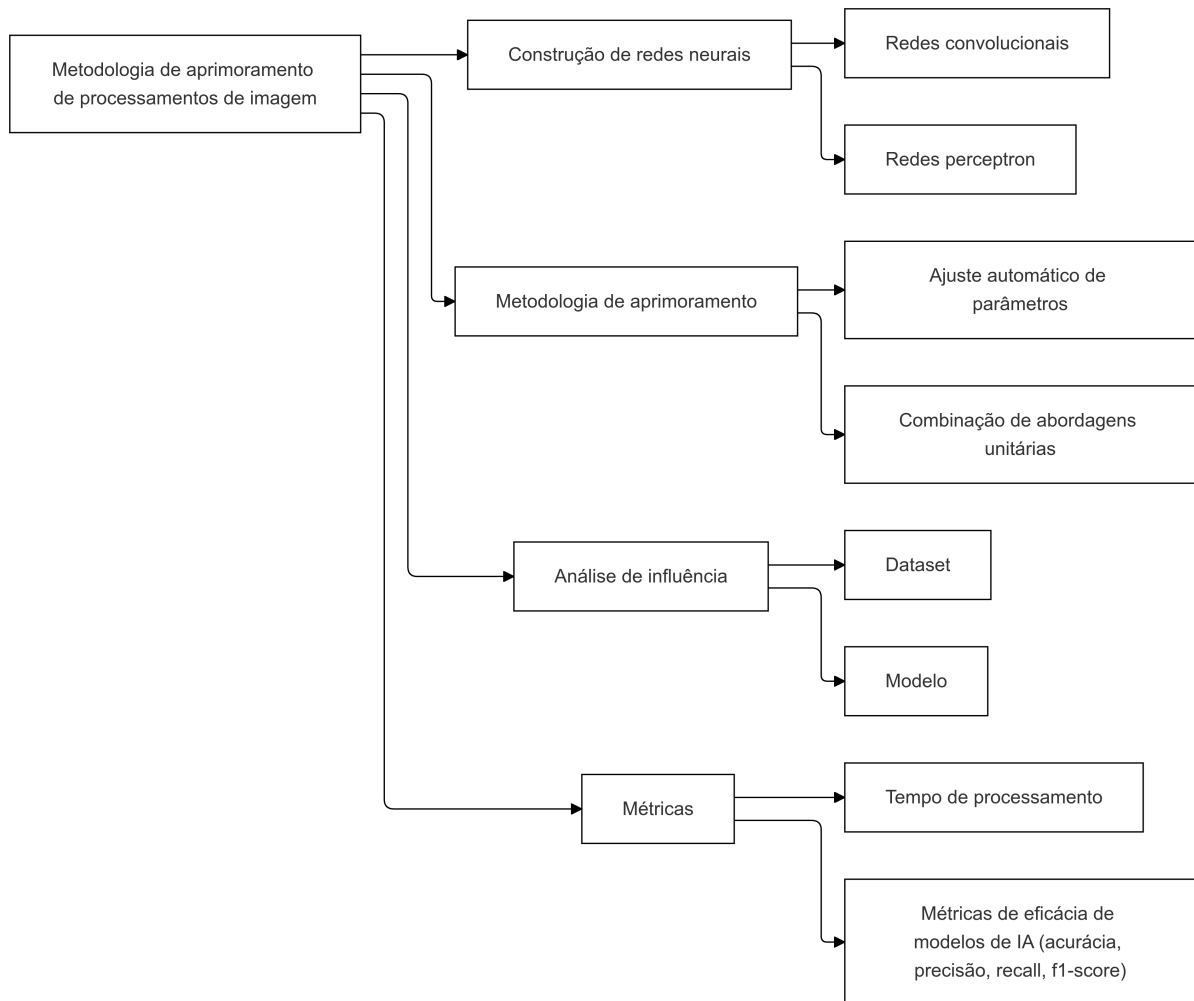 Metodologia de aprimoramento
de processamentos de imagem
Construção de redes neurais
Redes convolucionais
Redes perceptron
Metodologia de aprimoramento
Ajuste automático de
parâmetros
Combinação de abordagens
unitárias
Análise de influência
Dataset
Modelo
Métricas
Tempo de processamento
Métricas de eficácia de
modelos de IA (acurácia,
precisão, recall, f1-score)